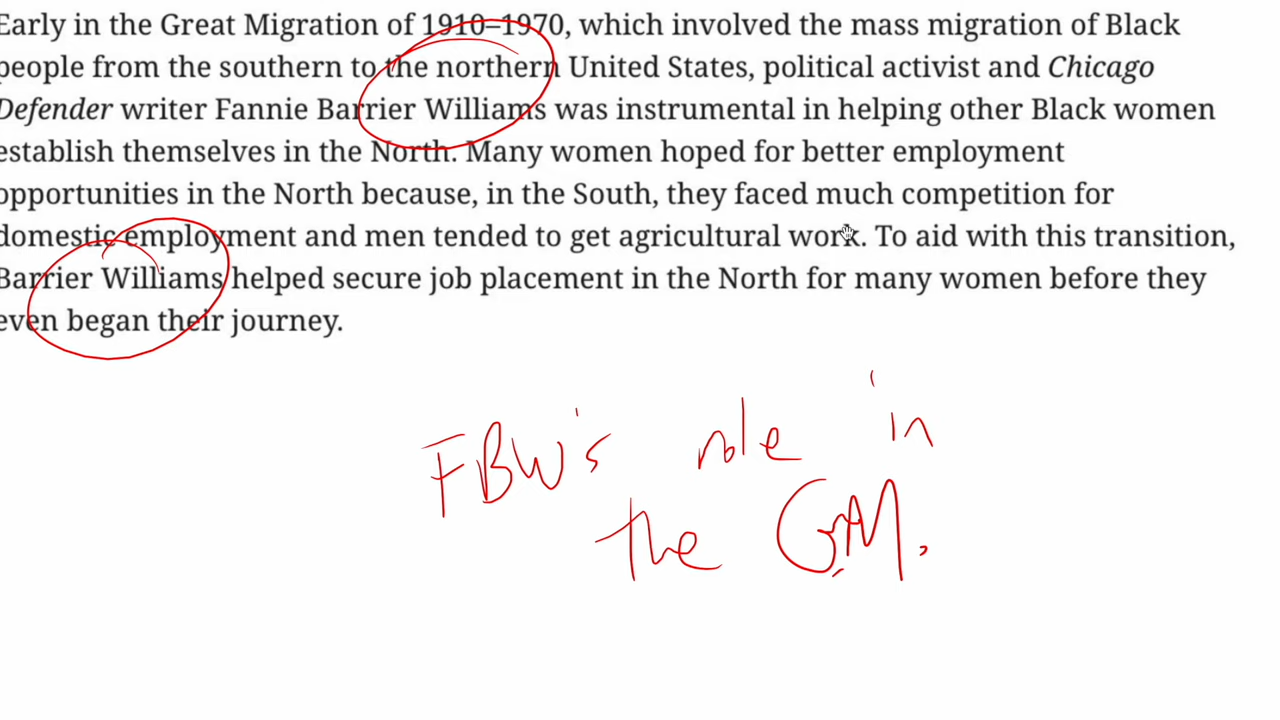 Early in the Great Migration of 1910–1970, which involved the mass migration of Black
people from the southern to the northern United States, political activist and Chicago
Defender writer Fannie Barrier Williams was instrumental in helping other Black women
establish themselves in the North. Many women hoped for better employment
opportunities in the North because, in the South, they faced much competition for
domestic employment and men tended to get agricultural work. To aid with this transition,
Barrier Williams helped secure job placement in the North for many women before they
even began their journey.
FBW's role in
the GM.